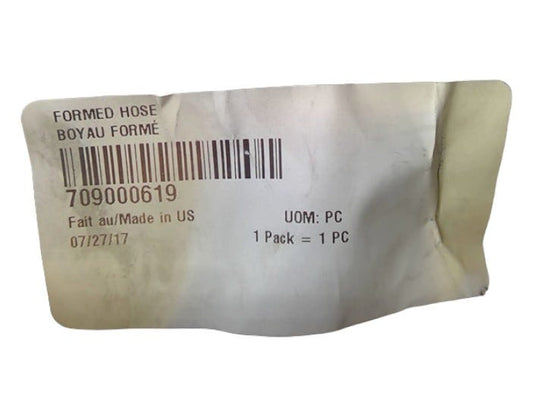 FORMED HOSE
BOYAU FORMÉ
709000619
Fait au/Made in US
UOM: PC
07/27/17
1 Pack = 1 PC